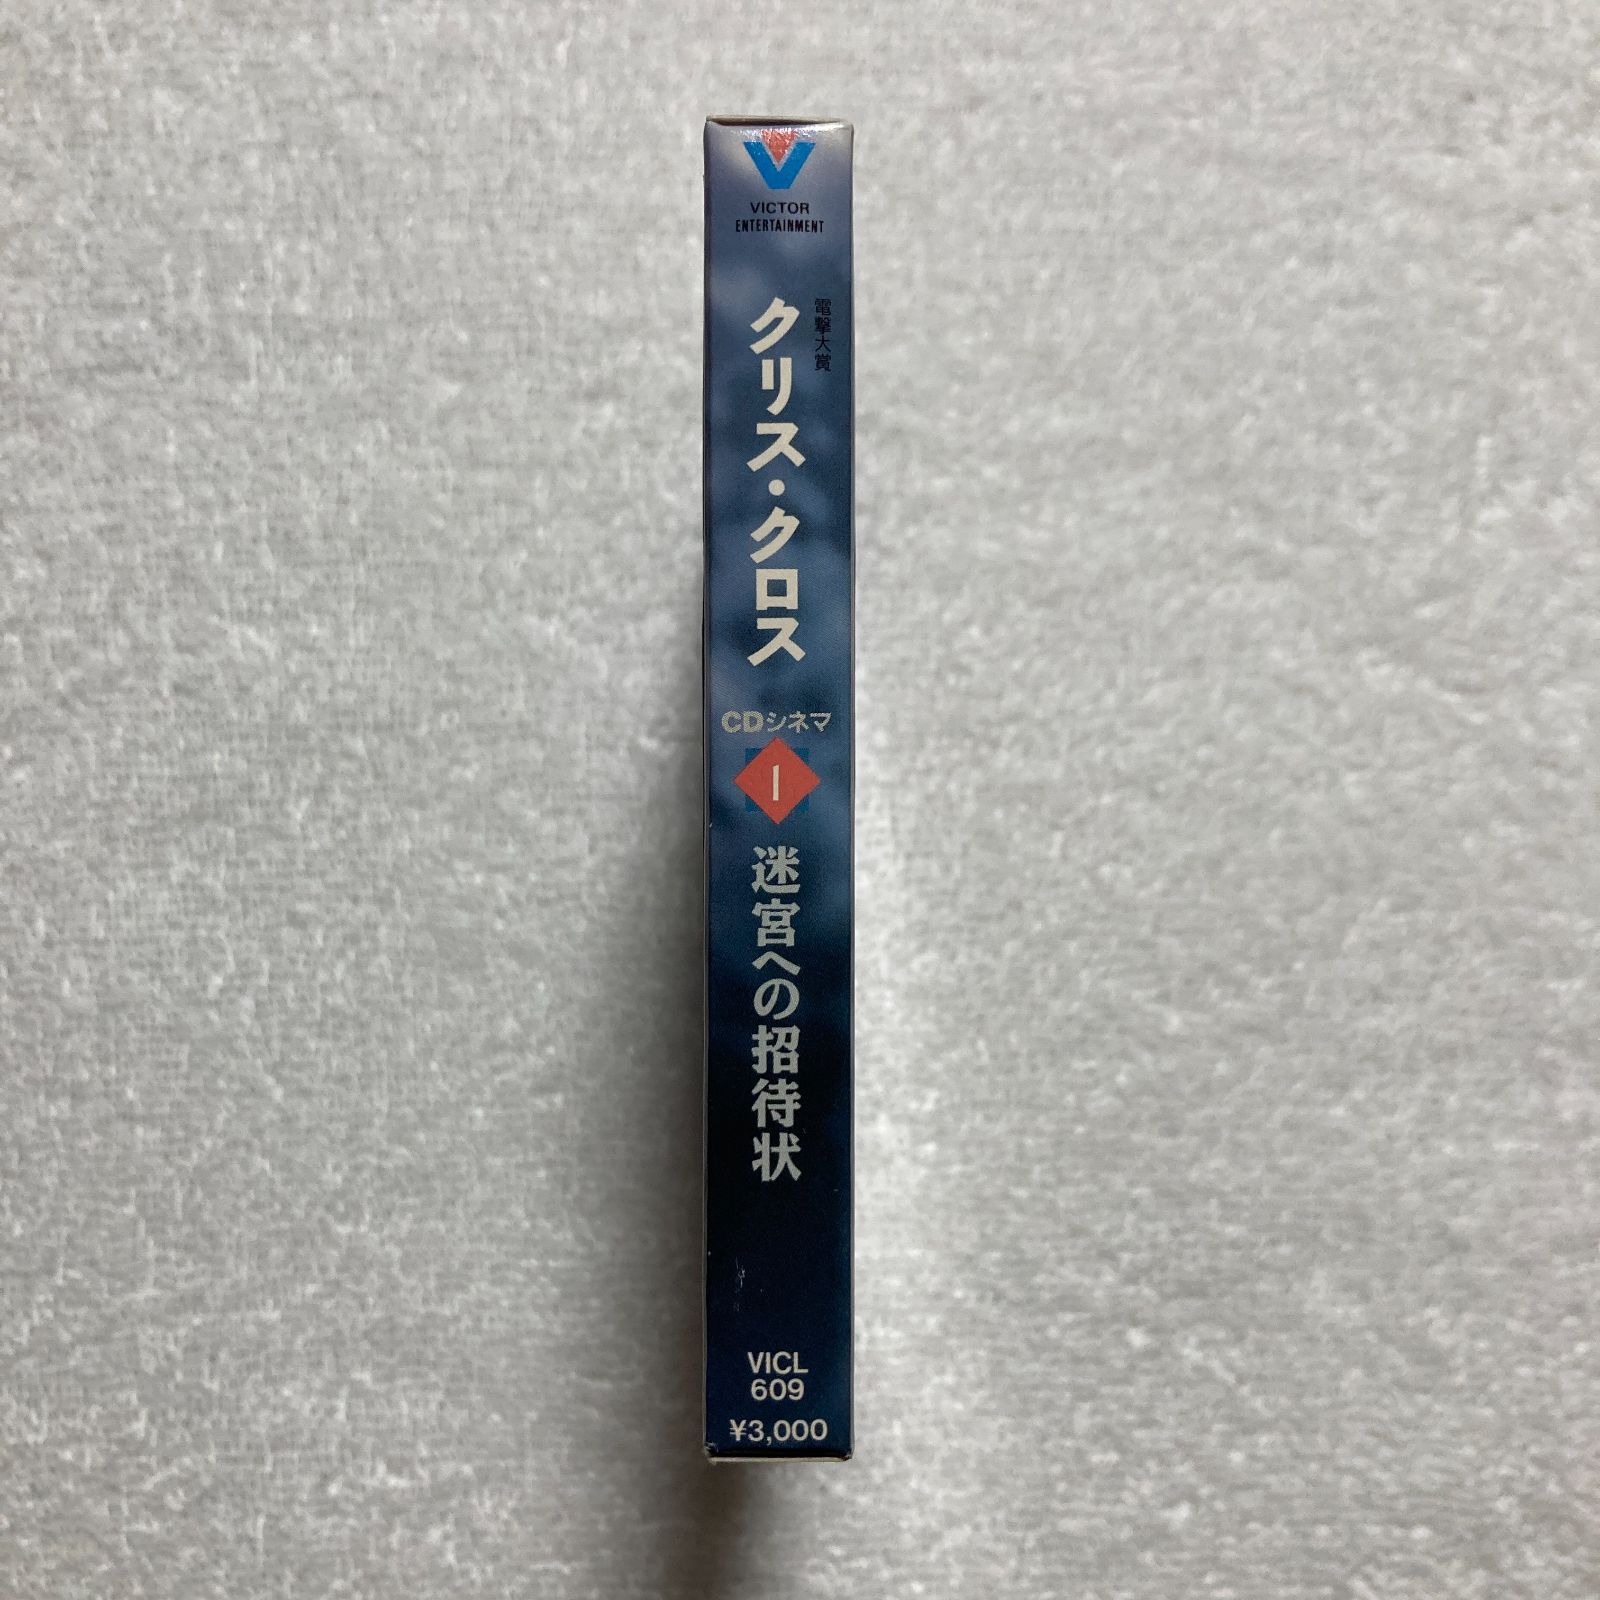 VICTOR
ENTERTAINMENT
電撃大賞
クリス・クロス
CDシネマ
1
迷宮への招待状
VICL
609
¥3,000